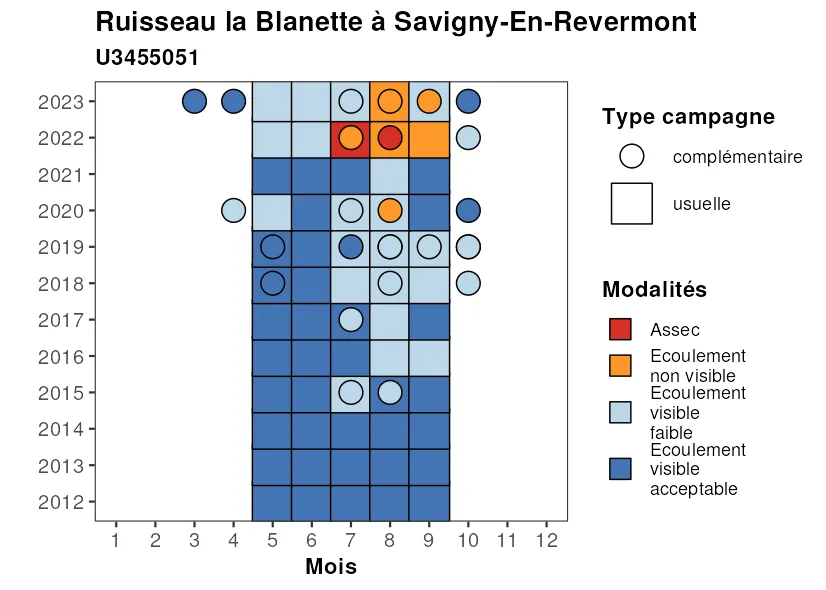 Ruisseau la Blanette à Savigny-En-Revermont
U3455051
2023
2022
2021
2020
2019
2018
2017
2016
2015
2014
2013
2012
1 2 3 4 5 6 7 8 9 10 11 12
Mois
Type campagne
complémentaire
usuelle
Modalités
Assec
Ecoulement
non visible
Ecoulement
visible
faible
Ecoulement
visible
acceptable